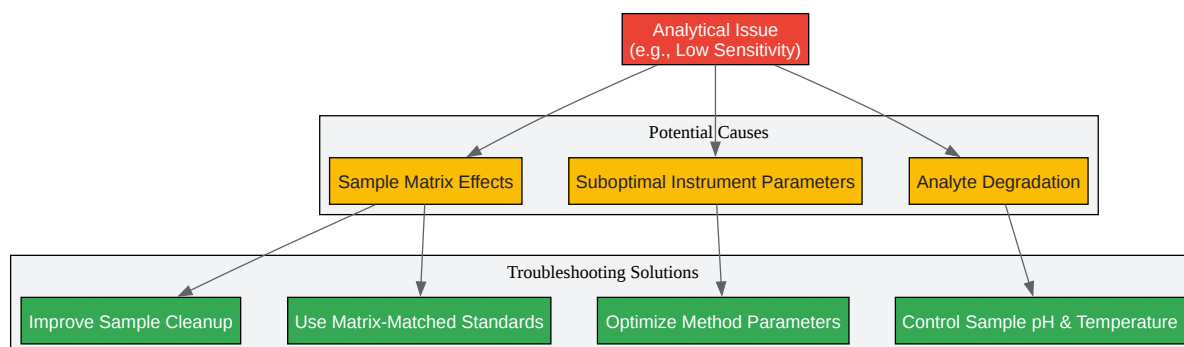 Analytical Issue
(e.g., Low Sensitivity)
Potential Causes
Sample Matrix Effects
Suboptimal Instrument Parameters
Analyte Degradation
Troubleshooting Solutions
Improve Sample Cleanup
Use Matrix-Matched Standards
Optimize Method Parameters
Control Sample pH & Temperature